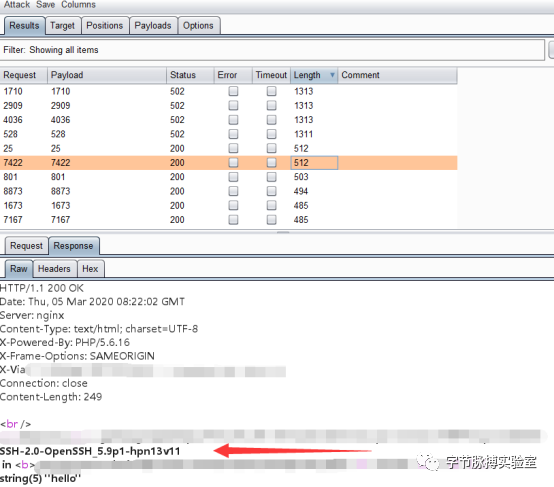 Attack Save Columns
Results Target Positions Payloads Options
Filter: Showing all items
Request Payload Status Error Timeout Length Comment
1710 1710 502 1313
2909 2909 502 1313
4036 4036 502 1313
528 528 502 1311
25 25 200 512
7422 7422 200 512
801 801 200 503
8873 8873 200 494
1673 1673 200 485
7167 7167 200 485
Request Response
Raw Headers Hex
HTTP/1.1 200 OK
Date: Thu, 05 Mar 2020 08:22:02 GMT
Server: nginx
Content-Type: text/html; charset=UTF-8
X-Powered-By: PHP/5.6.16
X-Frame-Options: SAMEORIGIN
X-Via
Connection: close
Content-Length: 249
<br />
SSH-2.0-OpenSSH_5.9p1-hpn13v11
in <b>
string(5) "hello"
字节脉搏实验室